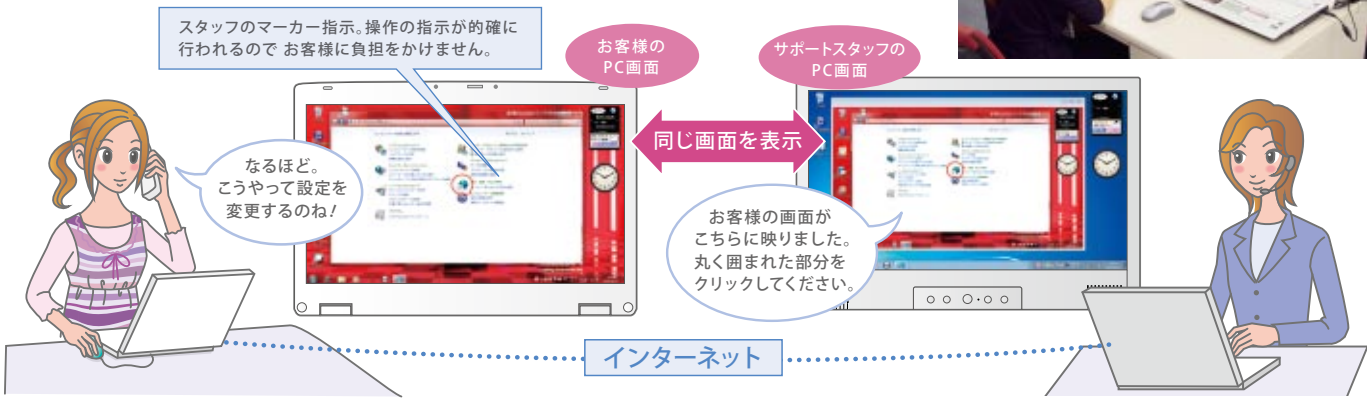 スタッフのマーカー指示。操作の指示が的確に
行われるので お客様に負担をかけません。
お客様の
PC画面
サポートスタッフの
PC画面
同じ画面を表示
なるほど。
こうやって設定を
変更するのね!
お客様の画面が
こちらに映りました。
丸く囲まれた部分を
クリックしてください。
インターネット